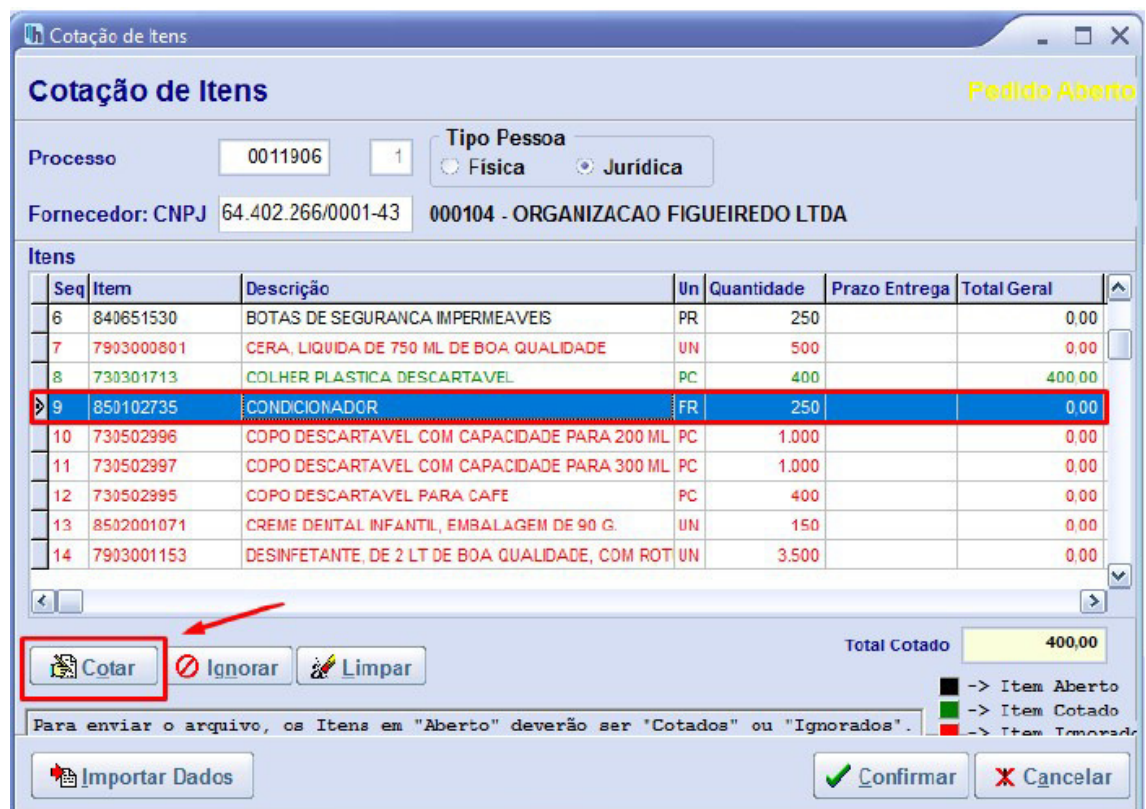 Cotação de Itens
Cotação de Itens Pedido Aberto
Processo 0011906 1 Tipo Pessoa Física Jurídica
Fornecedor: CNPJ 64.402.266/0001-43 000104 - ORGANIZACAO FIGUEIREDO LTDA
Itens
Seq Item Descrição Un Quantidade Prazo Entrega Total Geral
6 840651530 BOTAS DE SEGURANCA IMPERMEAVEIS PR 250 0,00
7 7903000801 CERA, LIQUIDA DE 750 ML DE BOA QUALIDADE UN 500 0,00
8 730301713 COLHER PLASTICA DESCARTAVEL PC 400 400,00
9 850102735 CONDICIONADOR FR 250 0,00
10 730502996 COPO DESCARTAVEL COM CAPACIDADE PARA 200 ML PC 1.000 0,00
11 730502997 COPO DESCARTAVEL COM CAPACIDADE PARA 300 ML PC 1.000 0,00
12 730502995 COPO DESCARTAVEL PARA CAFE PC 400 0,00
13 8502001071 CREME DENTAL INFANTIL, EMBALAGEM DE 90 G. UN 150 0,00
14 7903001153 DESINFETANTE, DE 2 LT DE BOA QUALIDADE, COM ROT UN 3.500 0,00
Total Cotado 400,00
Cotar Ignorar Limpar
-> Item Aberto
-> Item Cotado
-> Item Ignorado
Para enviar o arquivo, os Itens em "Aberto" deverão ser "Cotados" ou "Ignorados".
Importar Dados Confirmar Cancelar